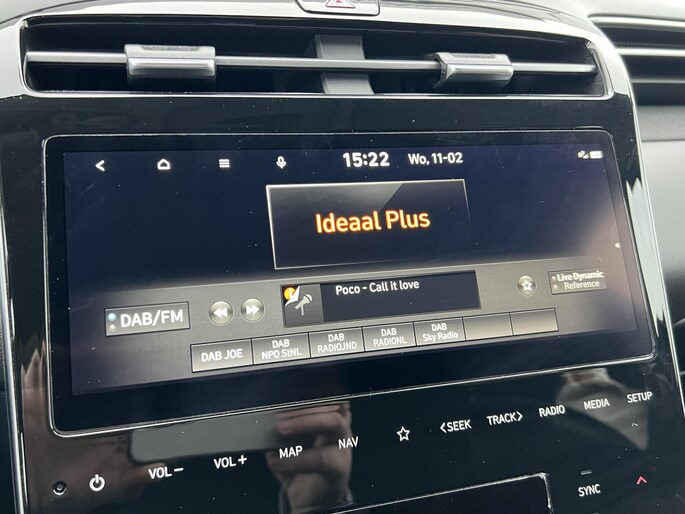 15:22 Wo, 11-02
Ideaal Plus
Poco - Call it love
Live Dynamic
Reference
DAB/FM
DAB JOE
DAB
NPO StNL
DAB
RADIOJND
DAB
RADIONL
DAB
Sky Radio
VOL −
VOL +
MAP
NAV
<SEEK
TRACK>
RADIO
MEDIA
SETUP
SYNC